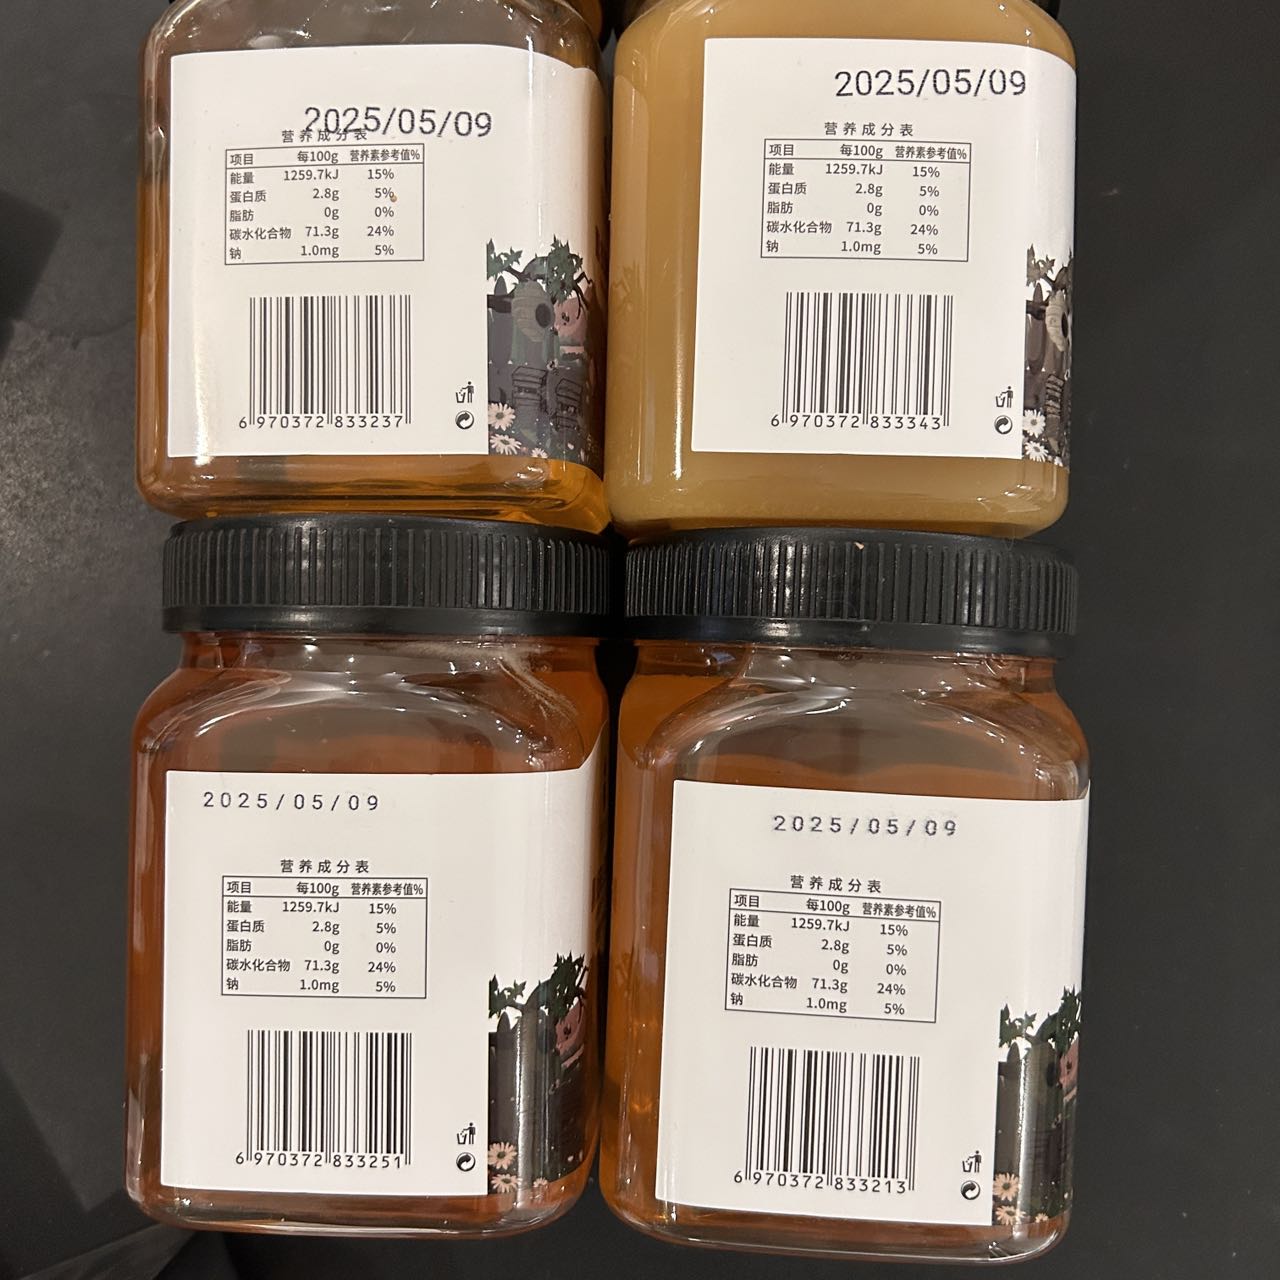 2025/05/09
营养成分表
项目 每100g 营养素参考值%
能量 1259.7kJ 15%
蛋白质 2.8g 5%
脂肪 0g 0%
碳水化合物 71.3g 24%
钠 1.0mg 5%
6 970372 833237
2025/05/09
营养成分表
项目 每100g 营养素参考值%
能量 1259.7kJ 15%
蛋白质 2.8g 5%
脂肪 0g 0%
碳水化合物 71.3g 24%
钠 1.0mg 5%
6 970372 833343
2025/05/09
营养成分表
项目 每100g 营养素参考值%
能量 1259.7kJ 15%
蛋白质 2.8g 5%
脂肪 0g 0%
碳水化合物 71.3g 24%
钠 1.0mg 5%
6 970372 833251
2025/05/09
营养成分表
项目 每100g 营养素参考值%
能量 1259.7kJ 15%
蛋白质 2.8g 5%
脂肪 0g 0%
碳水化合物 71.3g 24%
钠 1.0mg 5%
6 970372 833213